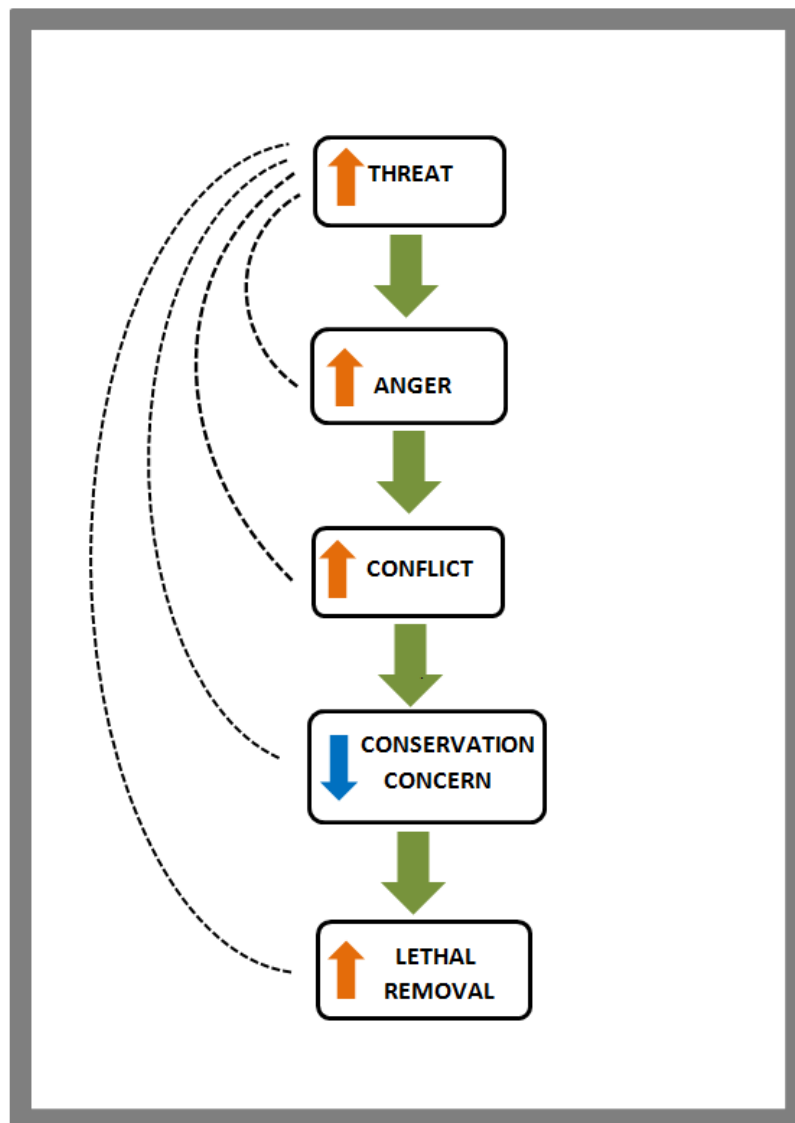 THREAT
ANGER
CONFLICT
CONSERVATION
CONCERN
LETHAL
REMOVAL